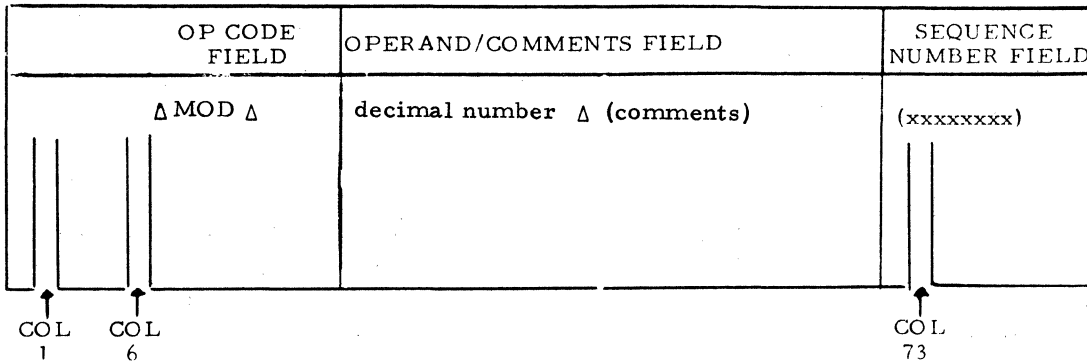 OP CODE FIELD
OPERAND/COMMENTS FIELD
SEQUENCE NUMBER FIELD
Δ MOD Δ
decimal number Δ (comments)
(xxxxxxxx)
COL 1
COL 6
COL 73